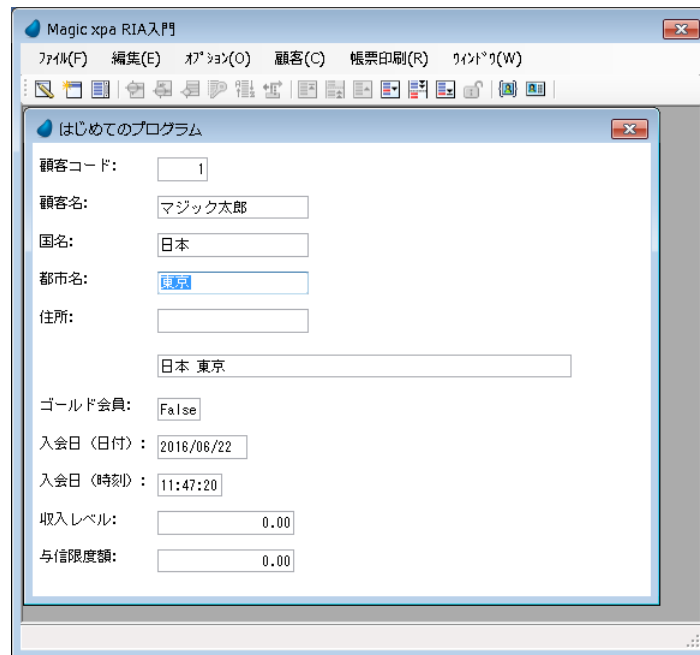 Magic xpa RIA入門
ﾌｧｲﾙ(F) 編集(E) ｵﾌﾟｼｮﾝ(O) 顧客(C) 帳票印刷(R) ｳｨﾝﾄﾞｳ(W)
はじめてのプログラム
顧客コード: 1
顧客名: マジック太郎
国名: 日本
都市名: 東京
住所:
日本 東京
ゴールド会員: False
入会日（日付）: 2016/06/22
入会日（時刻）: 11:47:20
収入レベル: 0.00
与信限度額: 0.00